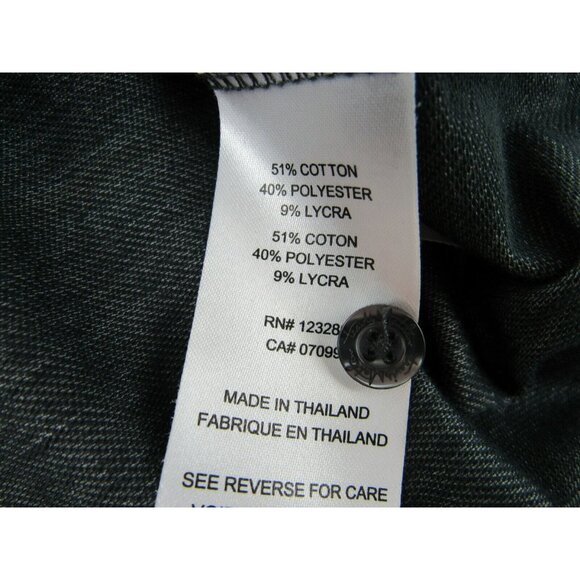 51% COTTON
40% POLYESTER
9% LYCRA
51% COTON
40% POLYESTER
9% LYCRA
RN# 12328
CA# 07099
MADE IN THAILAND
FABRIQUE EN THAILAND
SEE REVERSE FOR CARE